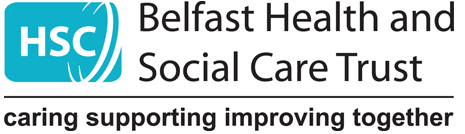 HSC
Belfast Health and
Social Care Trust
caring supporting improving together